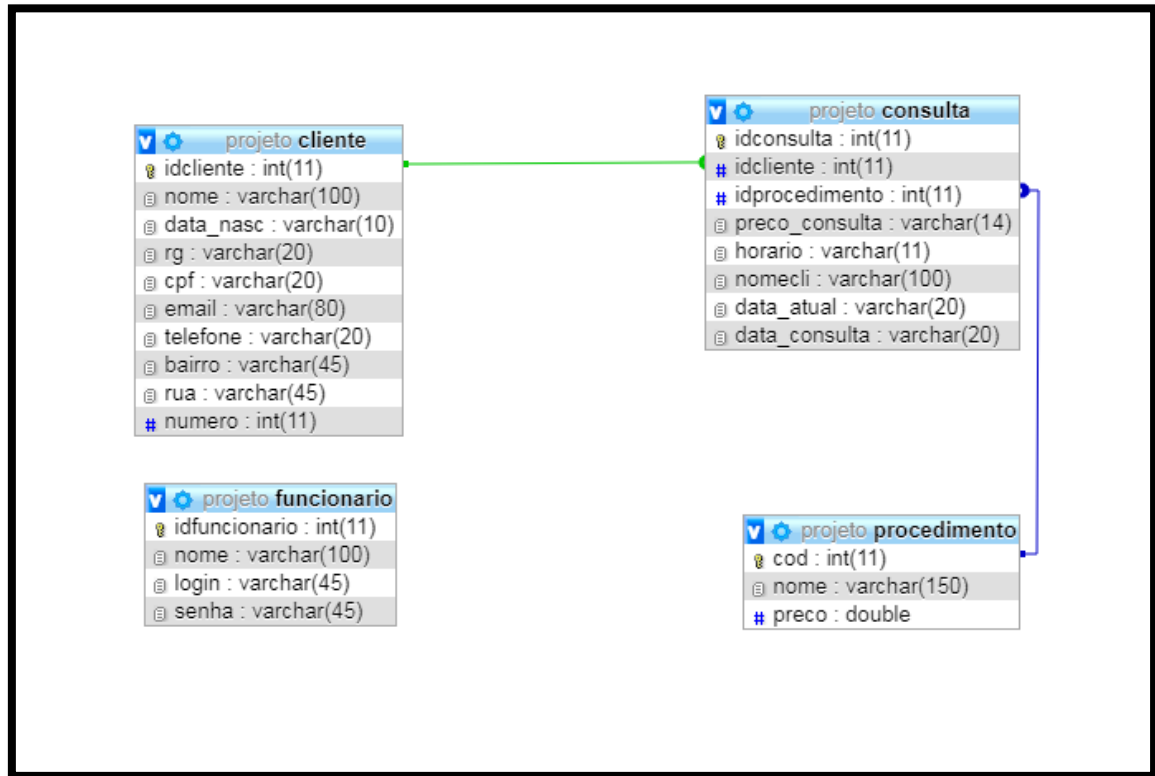 projeto cliente
idcliente : int(11)
nome : varchar(100)
data_nasc : varchar(10)
rg : varchar(20)
cpf : varchar(20)
email : varchar(80)
telefone : varchar(20)
bairro : varchar(45)
rua : varchar(45)
# numero : int(11)
projeto consulta
idconsulta : int(11)
# idcliente : int(11)
# idprocedimento : int(11)
preco_consulta : varchar(14)
horario : varchar(11)
nomecli : varchar(100)
data_atual : varchar(20)
data_consulta : varchar(20)
projeto funcionario
idfuncionario : int(11)
nome : varchar(100)
login : varchar(45)
senha : varchar(45)
projeto procedimento
cod : int(11)
nome : varchar(150)
# preco : double